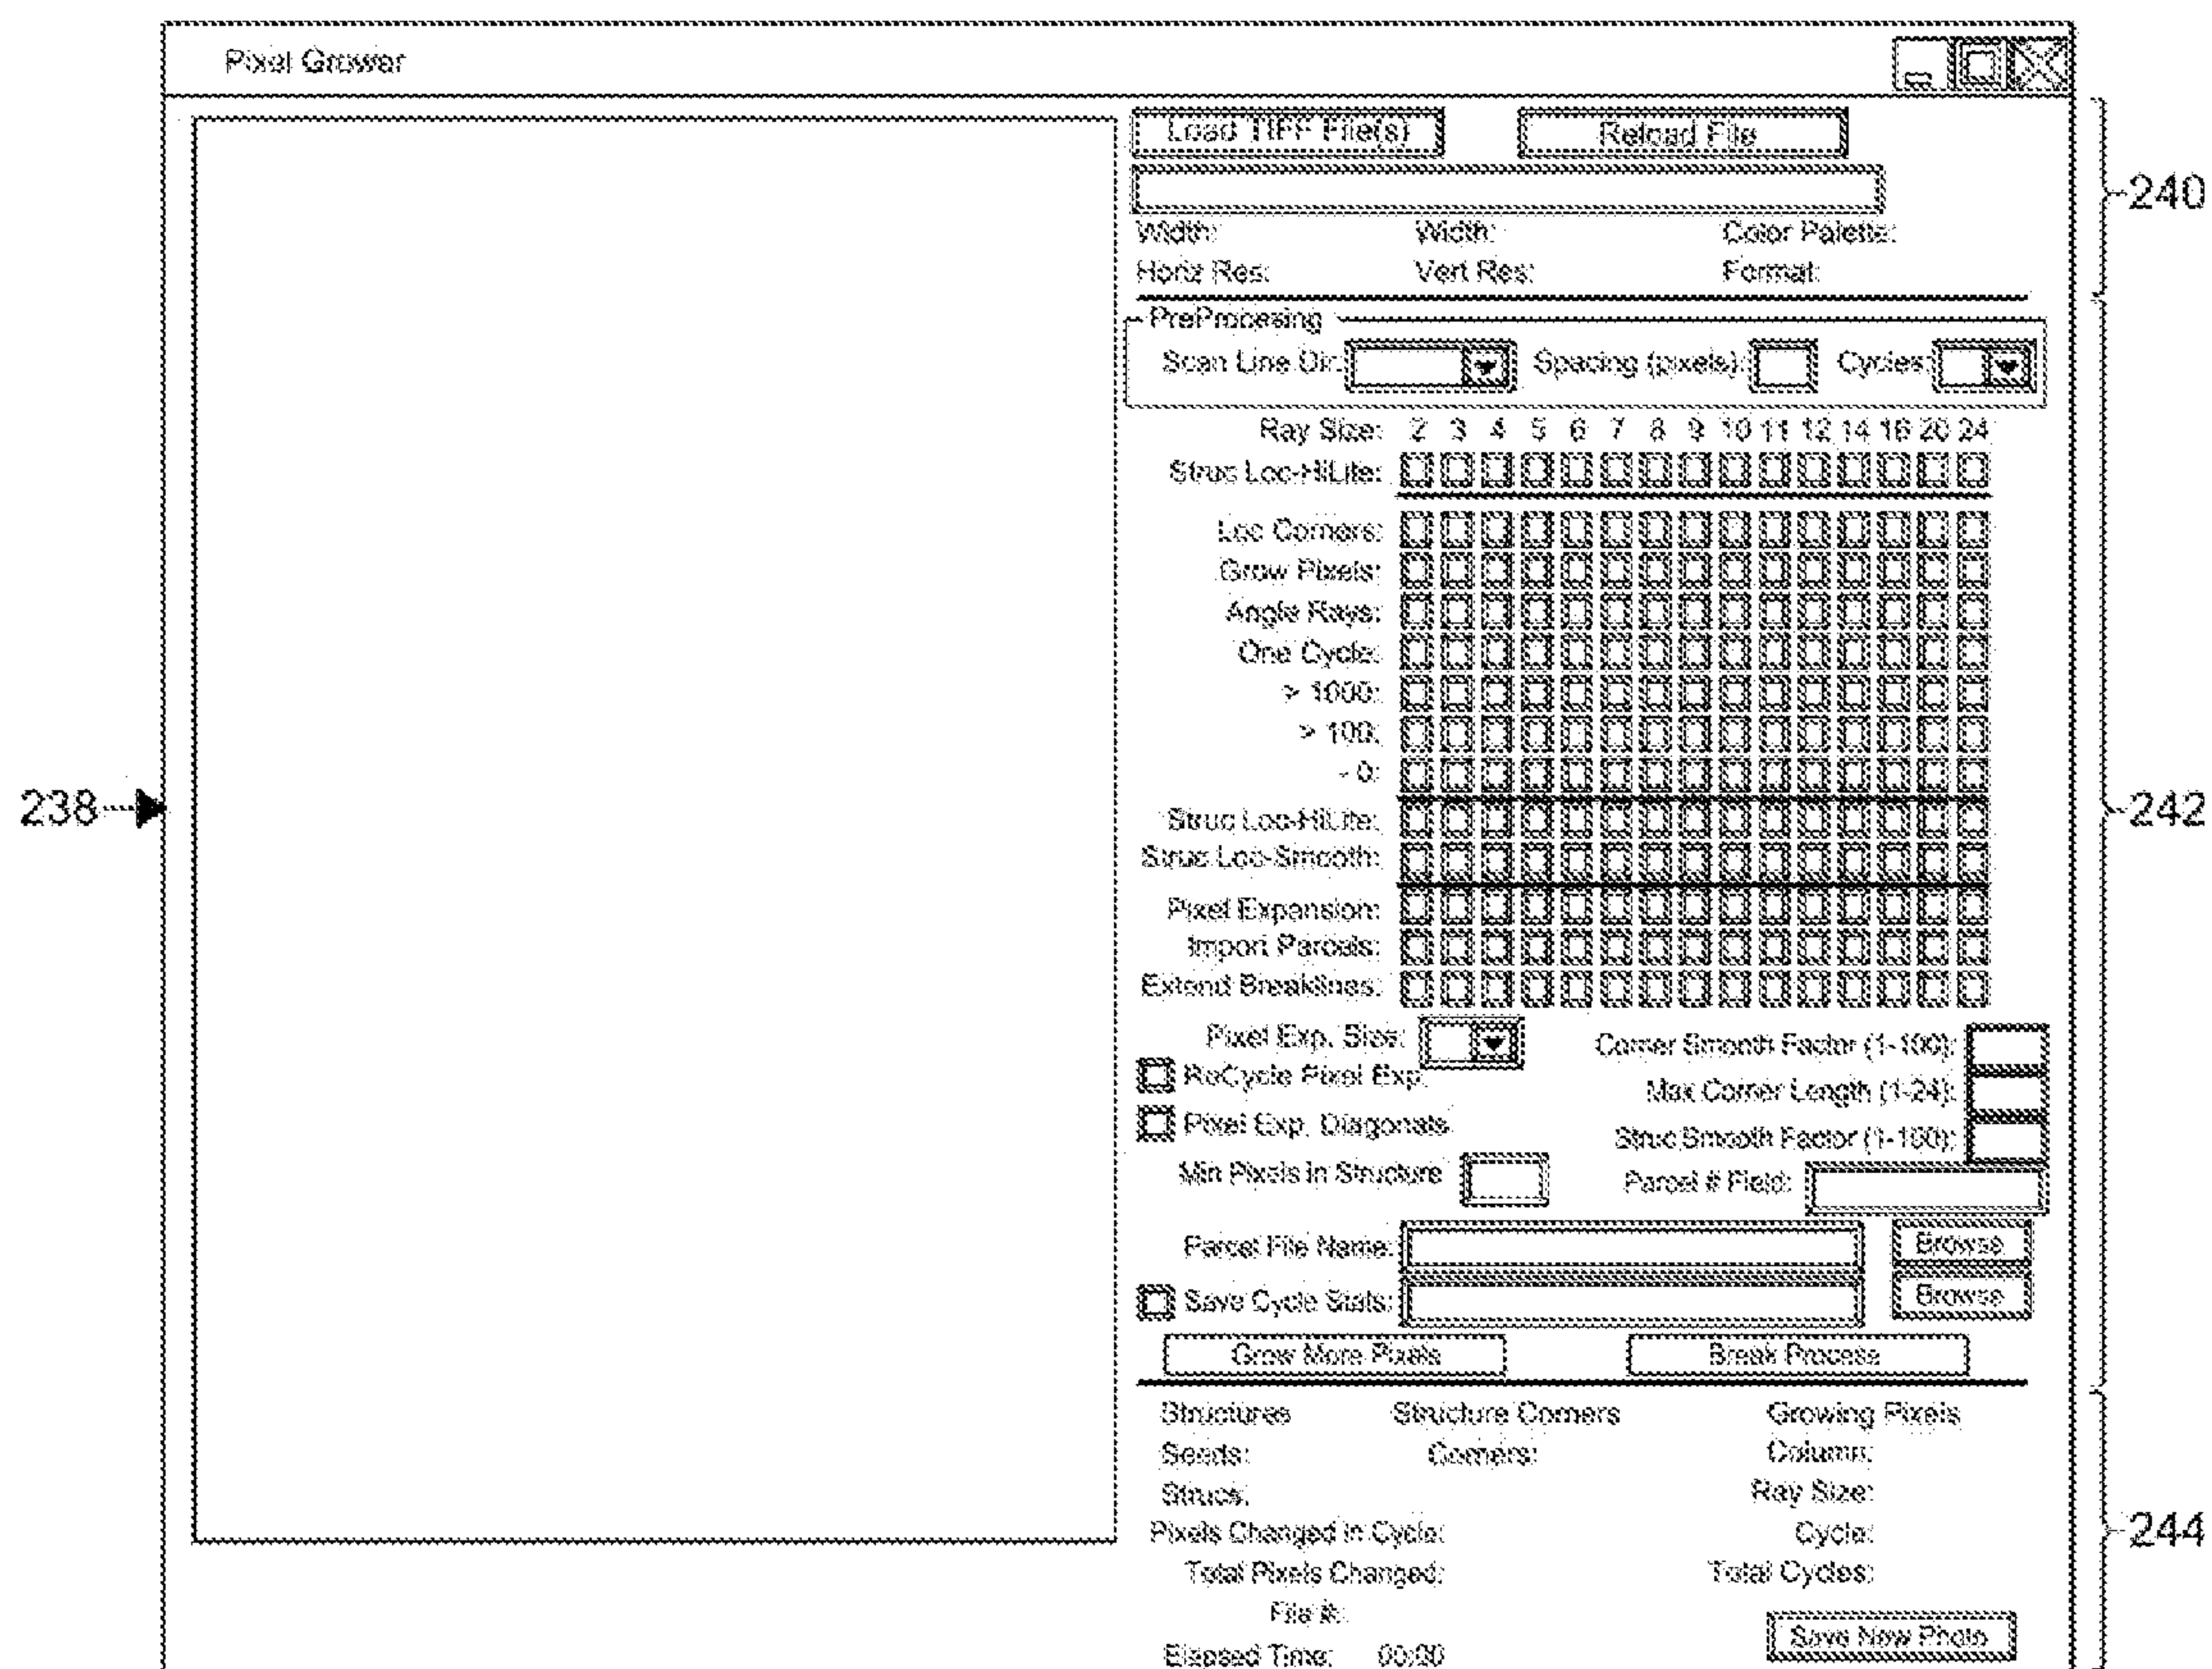 Pixel Grower
Load TIFF File(s) Reload File
240
Width: Width: Color Palette:
Horiz Res: Vert Res: Format:
PreProcesing
Scan Line Dir: Spacing (pixels): Cycles:
Ray Size: 2 3 4 5 6 7 8 9 10 11 12 14 18 20 24
Struc Loc-HiLite:
Loc Corners:
Grow Pixels:
Angle Rays:
One Cycle:
> 1000:
> 100:
- 0:
238
242
Struc Loc-HiLite:
Struc Loc-Smooth:
Pixel Expansion:
Import Parcals:
Extend Breaklines:
Pixel Exp. Size: Corner Smooth Factor (1-100):
ReCycle Pixel Exp. Max Corner Length (1-24):
Pixel Exp. Diagonals Struc Smooth Factor (1-100):
Min Pixels in Structure Parcel # Field:
Parcel File Name: Browse
Save Cycle Stats: Browse
Grow More Pixels Break Process
Structures Structure Corners Growing Pixels
Seeds: Corners: Column:
Strucs: Ray Size:
Pixels Changed in Cycle: Cycle:
244
Total Pixels Changed: Total Cycles:
File #:
Elapsed Time: 00:00 Save New Photo